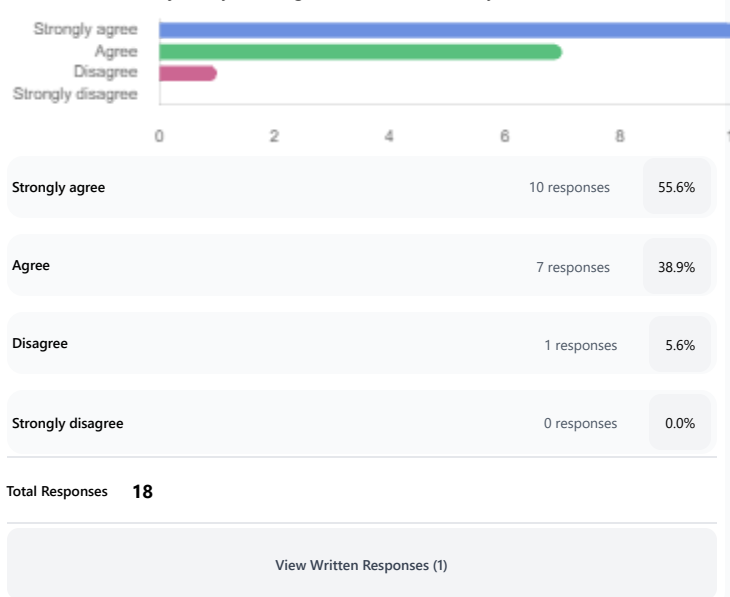 Strongly agree
Agree
Disagree
Strongly disagree
0 2 4 6 8
Strongly agree 10 responses 55.6%
Agree 7 responses 38.9%
Disagree 1 responses 5.6%
Strongly disagree 0 responses 0.0%
Total Responses 18
View Written Responses (1)